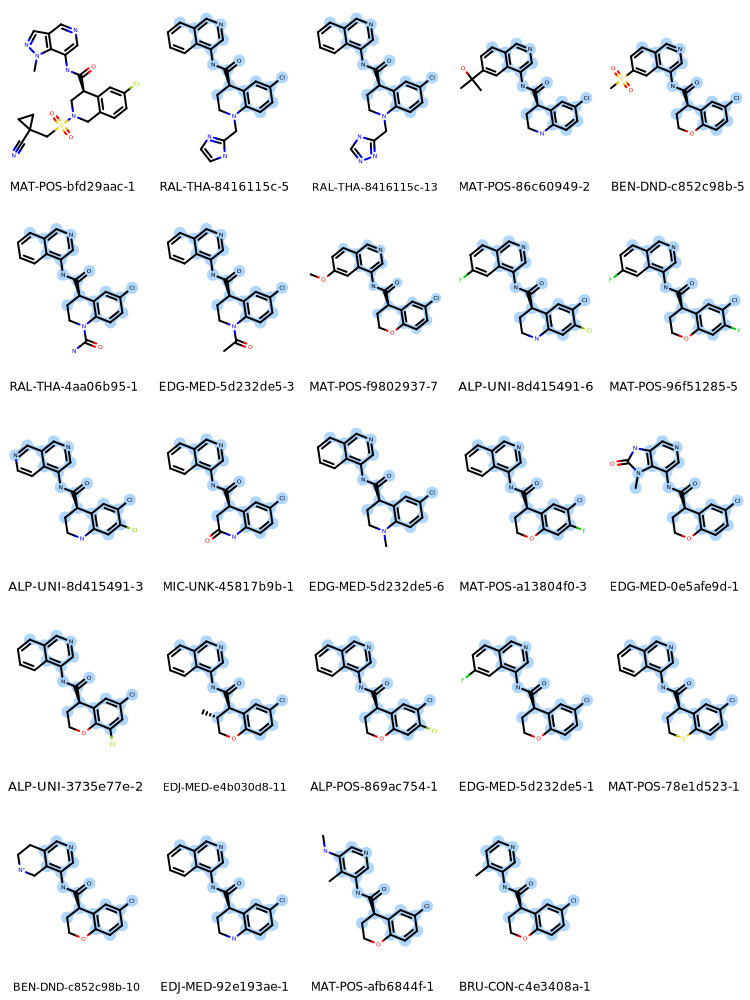 MAT-POS-bfd29aac-1 RAL-THA-8416115c-5 RAL-THA-8416115c-13 MAT-POS-86c60949-2 BEN-DND-c852c98b-5
RAL-THA-4aa06b95-1 EDG-MED-5d232de5-3 MAT-POS-f9802937-7 ALP-UNI-8d415491-6 MAT-POS-96f51285-5
ALP-UNI-8d415491-3 MIC-UNK-45817b9b-1 EDG-MED-5d232de5-6 MAT-POS-a13804f0-3 EDG-MED-0e5afe9d-1
ALP-UNI-3735e77e-2 EDJ-MED-e4b030d8-11 ALP-POS-869ac754-1 EDG-MED-5d232de5-1 MAT-POS-78e1d523-1
BEN-DND-c852c98b-10 EDJ-MED-92e193ae-1 MAT-POS-afb6844f-1 BRU-CON-c4e3408a-1